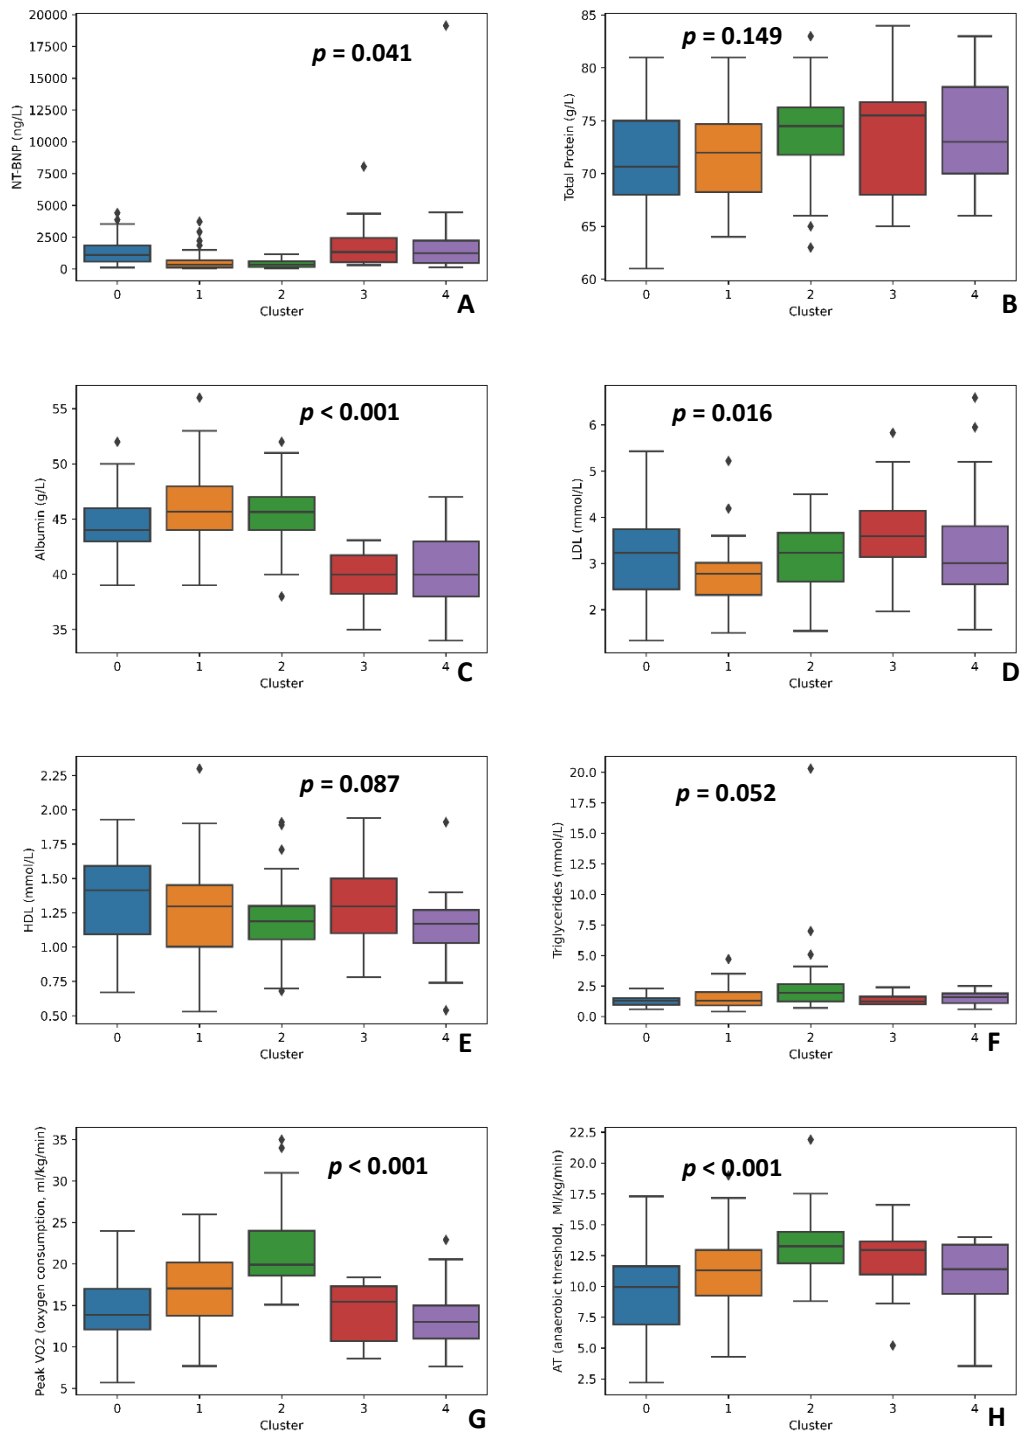 20000
17500
15000
12500
10000
7500
5000
2500
0
NT-BNP (ng/L)
p = 0.041
0 1 2 3 4
Cluster
A
85
80
75
70
65
60
Total Protein (g/L)
p = 0.149
0 1 2 3 4
Cluster
B
55
50
45
40
35
Albumin (g/L)
p < 0.001
0 1 2 3 4
Cluster
C
6
5
4
3
2
LDL (mmol/L)
p = 0.016
0 1 2 3 4
Cluster
D
2.25
2.00
1.75
1.50
1.25
1.00
0.75
0.50
HDL (mmol/L)
p = 0.087
0 1 2 3 4
Cluster
E
20.0
17.5
15.0
12.5
10.0
7.5
5.0
2.5
0.0
Triglycerides (mmol/L)
p = 0.052
0 1 2 3 4
Cluster
F
35
30
25
20
15
10
5
Peak VO2 (oxygen consumption, ml/kg/min)
p < 0.001
0 1 2 3 4
Cluster
G
22.5
20.0
17.5
15.0
12.5
10.0
7.5
5.0
2.5
AT (anaerobic threshold, Ml/kg/min)
p < 0.001
0 1 2 3 4
Cluster
H